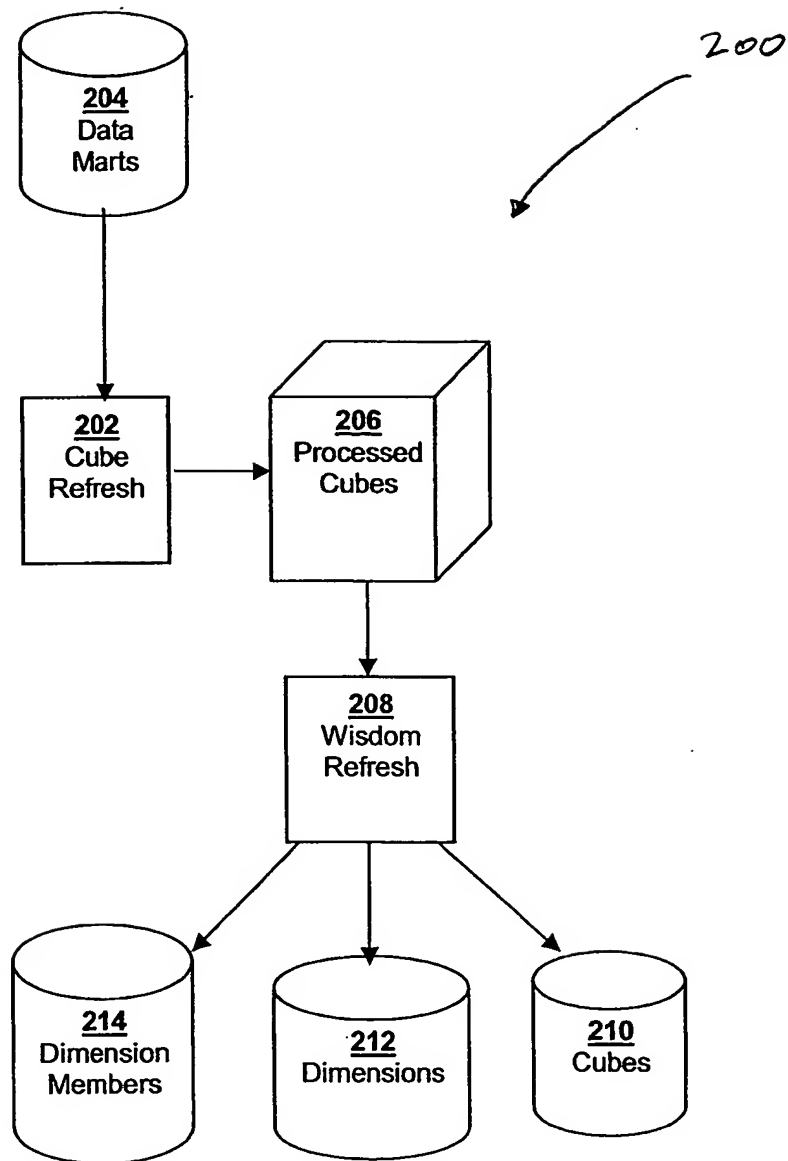 200
204
Data
Marts
202
Cube
Refresh
206
Processed
Cubes
208
Wisdom
Refresh
214
Dimension
Members
212
Dimensions
210
Cubes